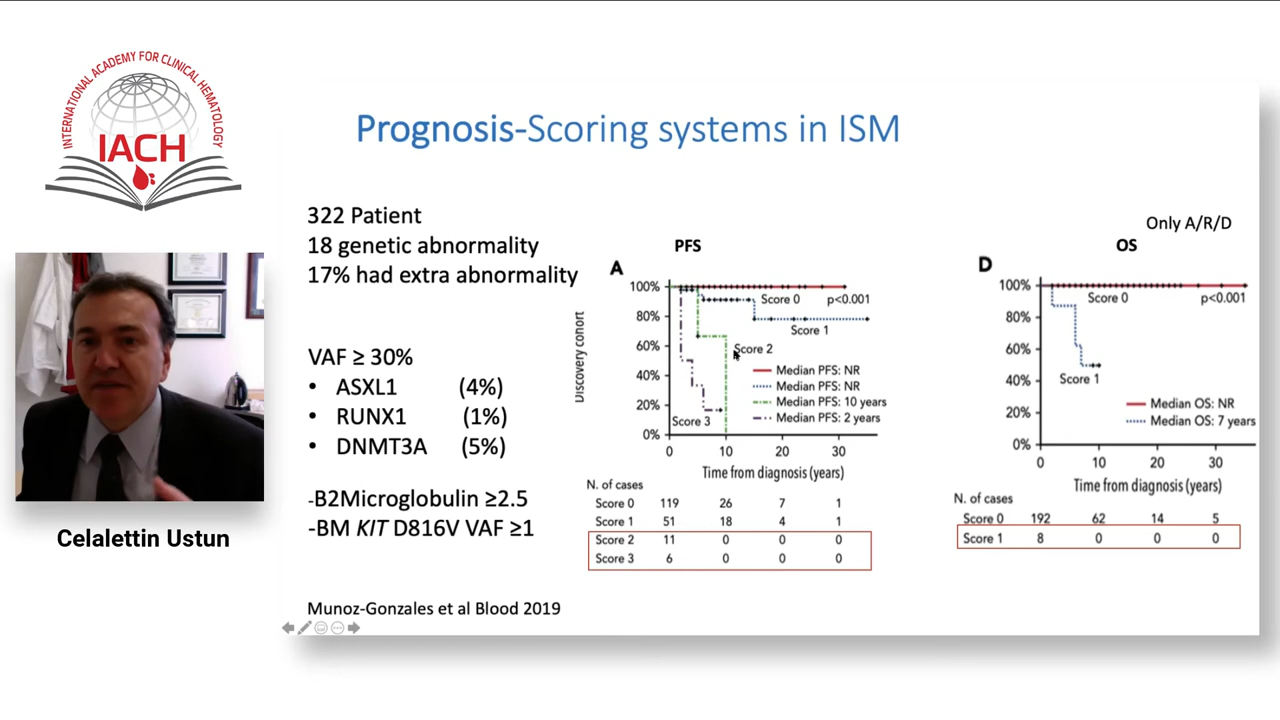 INTERNATIONAL ACADEMY FOR CLINICAL HEMATOLOGY
IACH
Celalettin Ustun
Prognosis-Scoring systems in ISM
322 Patient
18 genetic abnormality
17% had extra abnormality
VAF ≥ 30%
• ASXL1 (4%)
• RUNX1 (1%)
• DNMT3A (5%)
-B2Microglobulin ≥2.5
-BM KIT D816V VAF ≥1
Munoz-Gonzales et al Blood 2019
PFS
A
Discovery cohort
100%
80%
60%
40%
20%
0%
Score 0
p<0.001
Score 1
Score 2
Score 3
Median PFS: NR
Median PFS: NR
Median PFS: 10 years
Median PFS: 2 years
0 10 20 30
Time from diagnosis (years)
N. of cases
Score 0 119 26 7 1
Score 1 51 18 4 1
Score 2 11 0 0 0
Score 3 6 0 0 0
Only A/R/D
OS
D
100%
80%
60%
40%
20%
0%
Score 0
p<0.001
Score 1
Median OS: NR
Median OS: 7 years
0 10 20 30
Time from diagnosis (years)
N. of cases
Score 0 192 62 14 5
Score 1 8 0 0 0